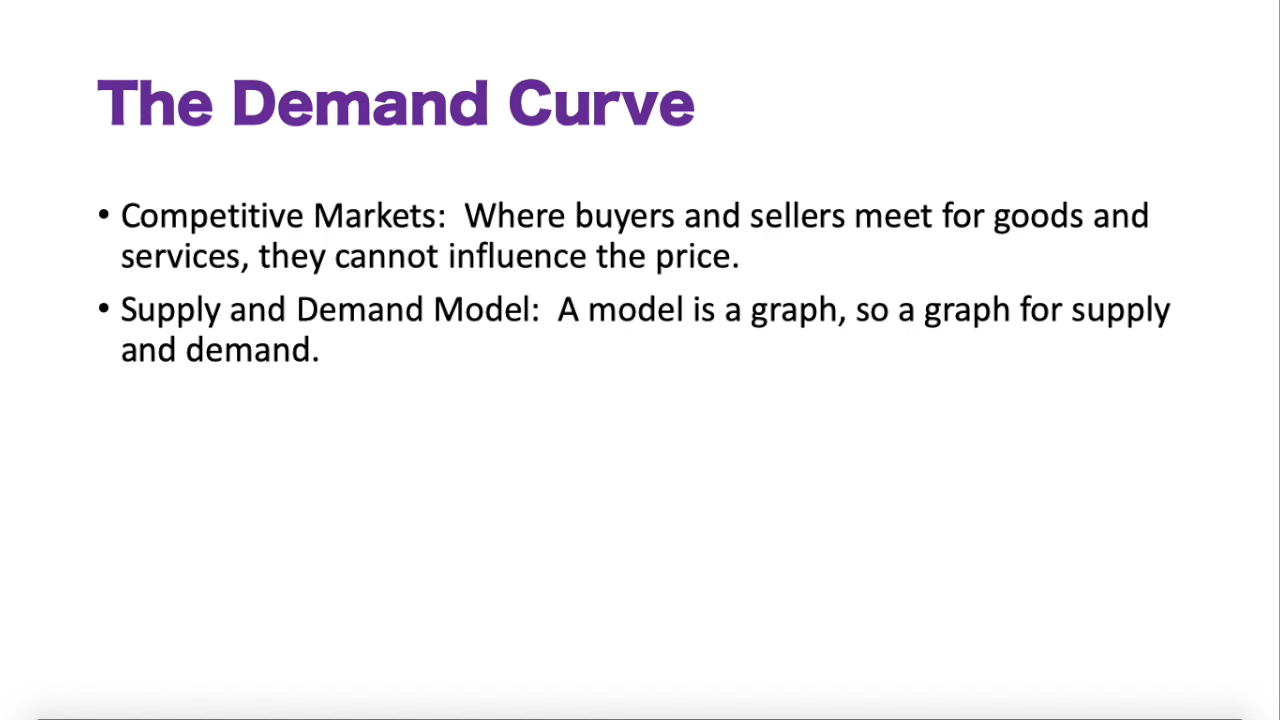 The Demand Curve
• Competitive Markets:  Where buyers and sellers meet for goods and
services, they cannot influence the price.
• Supply and Demand Model:  A model is a graph, so a graph for supply
and demand.